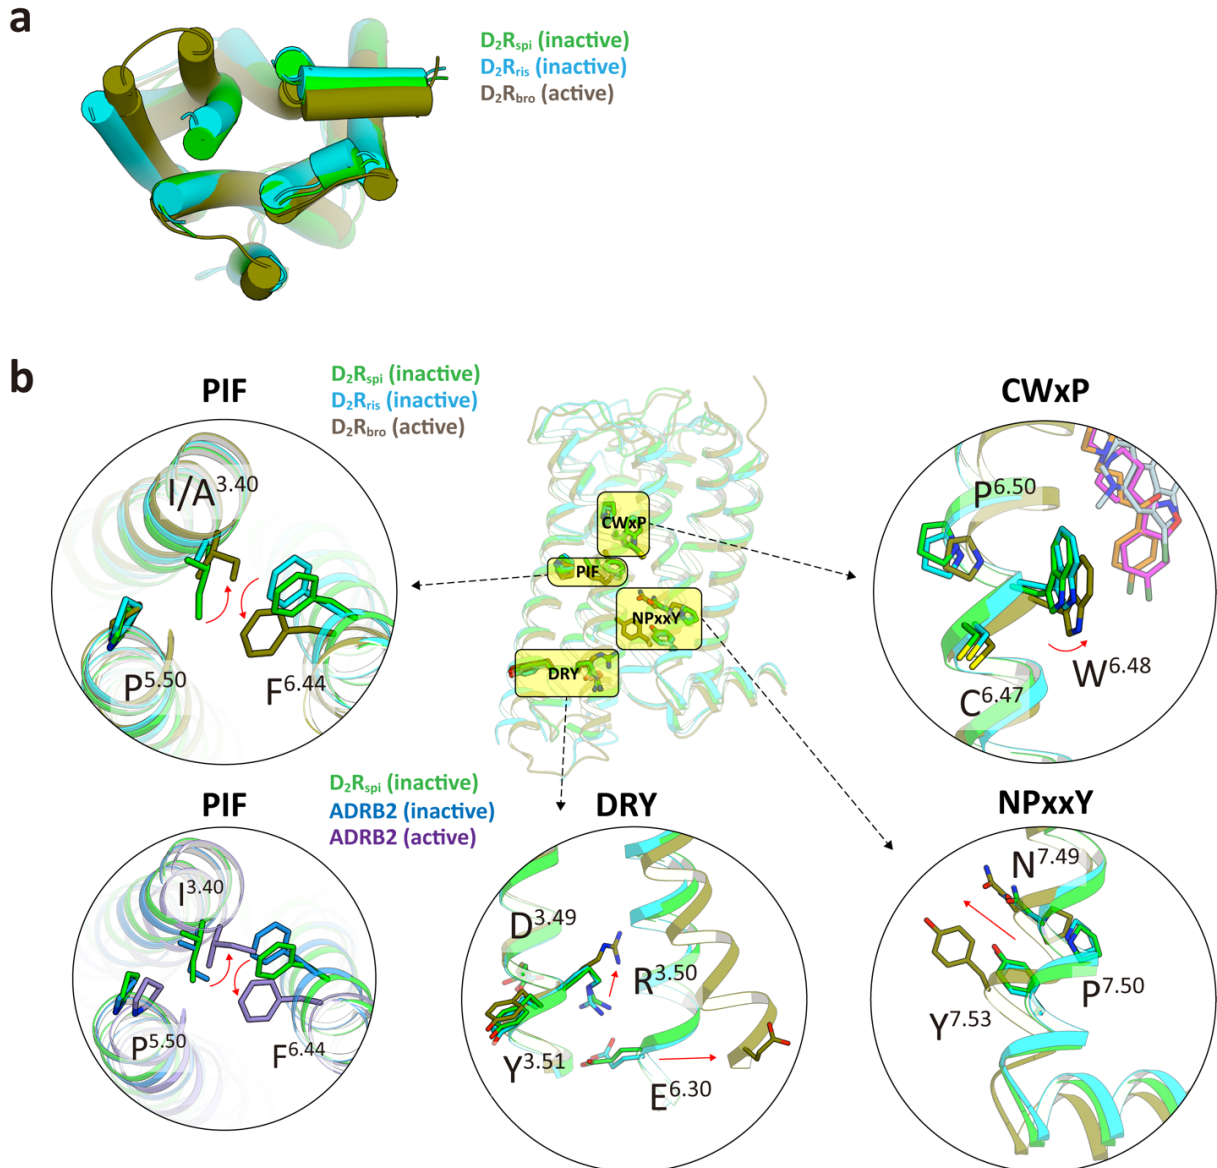 a
D₂Rspi (inactive)
D₂Rris (inactive)
D₂Rbro (active)
b
PIF
D₂Rspi (inactive)
D₂Rris (inactive)
D₂Rbro (active)
I/A3.40
P5.50
F6.44
CWxP
PIF
NPxxY
DRY
CWxP
P6.50
C6.47
W6.48
PIF
D₂Rspi (inactive)
ADRB2 (inactive)
ADRB2 (active)
I3.40
P5.50
F6.44
DRY
D3.49
R3.50
Y3.51
E6.30
NPxxY
N7.49
P7.50
Y7.53